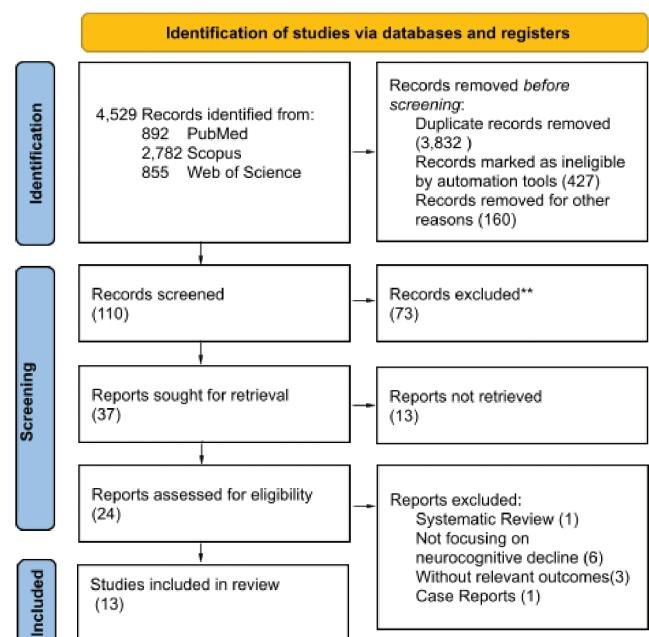 Identification of studies via databases and registers
Identification
4,529 Records identified from:
892 PubMed
2,782 Scopus
855 Web of Science
Records removed before
screening:
Duplicate records removed
(3,832 )
Records marked as ineligible
by automation tools (427)
Records removed for other
reasons (160)
Screening
Records screened
(110)
Records excluded**
(73)
Reports sought for retrieval
(37)
Reports not retrieved
(13)
Reports assessed for eligibility
(24)
Reports excluded:
Systematic Review (1)
Not focusing on
neurocognitive decline (6)
Without relevant outcomes(3)
Case Reports (1)
Included
Studies included in review
(13)